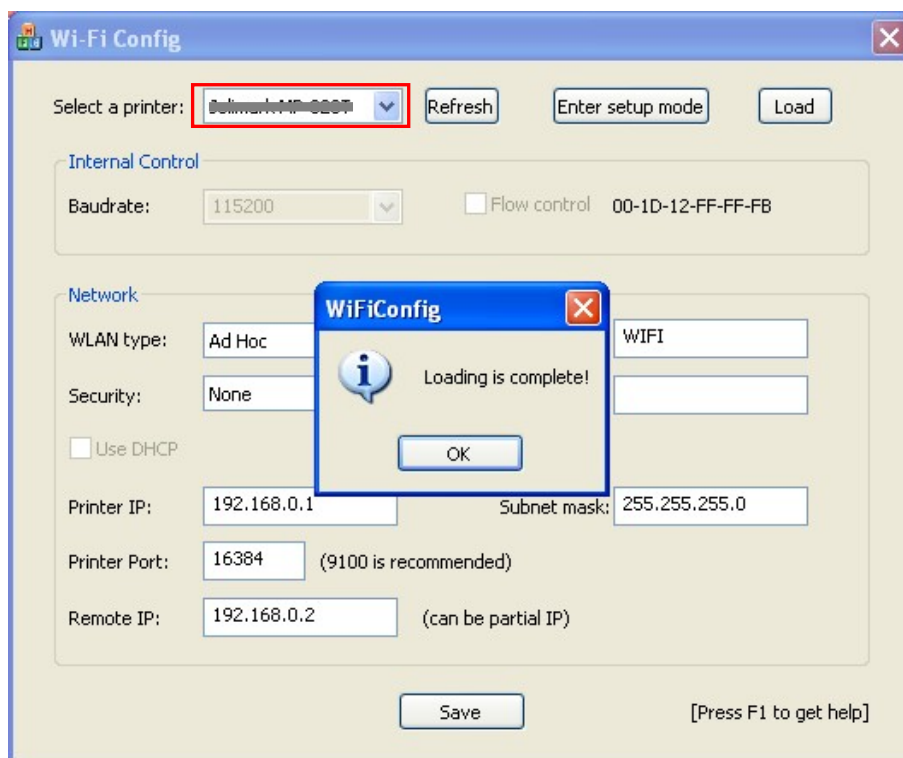 Wi-Fi Config
Select a printer: Refresh Enter setup mode Load
Internal Control
Baudrate: 115200 Flow control 00-1D-12-FF-FF-FB
Network
WiFiConfig
WLAN type: Ad Hoc WIFI
Loading is complete!
Security: None
Use DHCP
OK
Printer IP: 192.168.0.1 Subnet mask: 255.255.255.0
Printer Port: 16384 (9100 is recommended)
Remote IP: 192.168.0.2 (can be partial IP)
Save [Press F1 to get help]